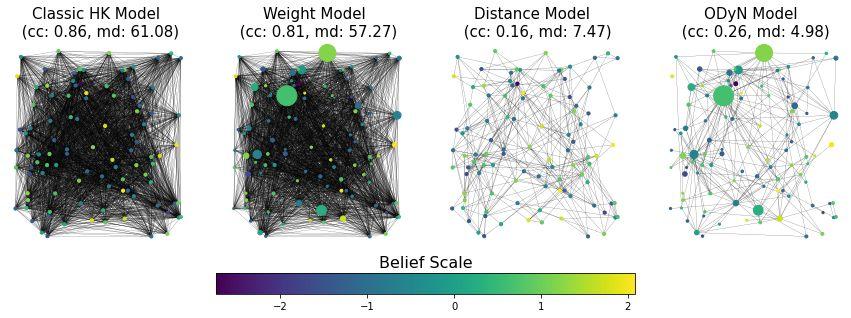 Classic HK Model
(cc: 0.86, md: 61.08)
Weight Model
(cc: 0.81, md: 57.27)
Distance Model
(cc: 0.16, md: 7.47)
ODyN Model
(cc: 0.26, md: 4.98)
Belief Scale
−2 −1 0 1 2